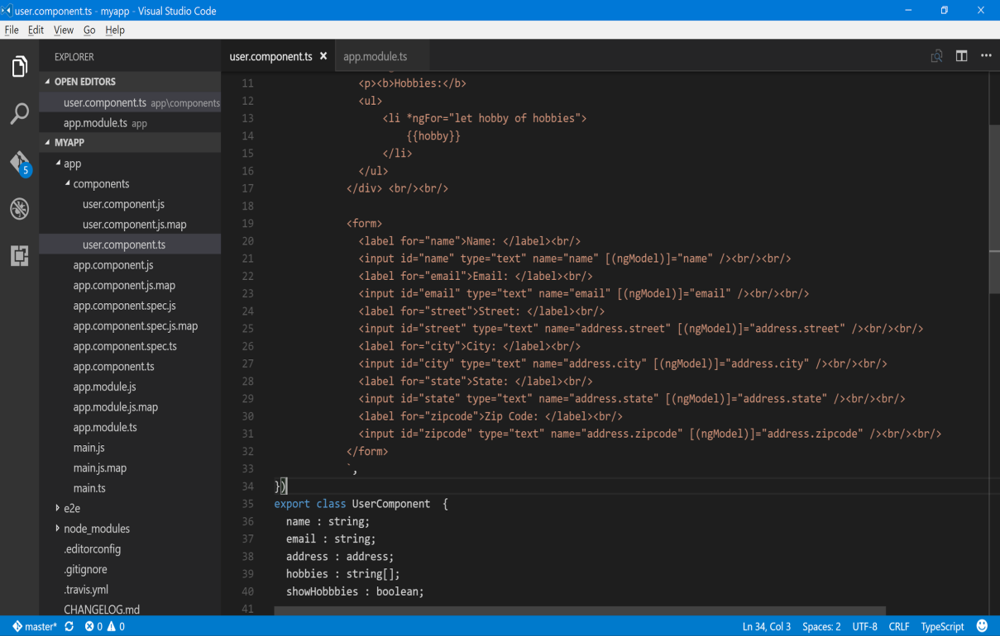 user.component.ts - myapp - Visual Studio Code
File Edit View Go Help
EXPLORER
OPEN EDITORS
user.component.ts app\components
app.module.ts app
MYAPP
app
components
user.component.js
user.component.js.map
user.component.ts
app.component.js
app.component.js.map
app.component.spec.js
app.component.spec.js.map
app.component.spec.ts
app.component.ts
app.module.js
app.module.js.map
app.module.ts
main.js
main.js.map
main.ts
e2e
node_modules
.editorconfig
.gitignore
.travis.yml
CHANGELOG.md
5
user.component.ts app.module.ts
11 <p><b>Hobbies:</b>
12 <ul>
13 <li *ngFor="let hobby of hobbies">
14 {{hobby}}
15 </li>
16 </ul>
17 </div> <br/><br/>
18
19 <form>
20 <label for="name">Name: </label><br/>
21 <input id="name" type="text" name="name" [(ngModel)]="name" /><br/><br/>
22 <label for="email">Email: </label><br/>
23 <input id="email" type="text" name="email" [(ngModel)]="email" /><br/><br/>
24 <label for="street">Street: </label><br/>
25 <input id="street" type="text" name="address.street" [(ngModel)]="address.street" /><br/><br/>
26 <label for="city">City: </label><br/>
27 <input id="city" type="text" name="address.city" [(ngModel)]="address.city" /><br/><br/>
28 <label for="state">State: </label><br/>
29 <input id="state" type="text" name="address.state" [(ngModel)]="address.state" /><br/><br/>
30 <label for="zipcode">Zip Code: </label><br/>
31 <input id="zipcode" type="text" name="address.zipcode" [(ngModel)]="address.zipcode" /><br/><br/>
32 </form>
33 `,
34 })
35 export class UserComponent {
36 name : string;
37 email : string;
38 address : address;
39 hobbies : string[];
40 showHobbbies : boolean;
41
master* 0 0 Ln 34, Col 3 Spaces: 2 UTF-8 CRLF TypeScript